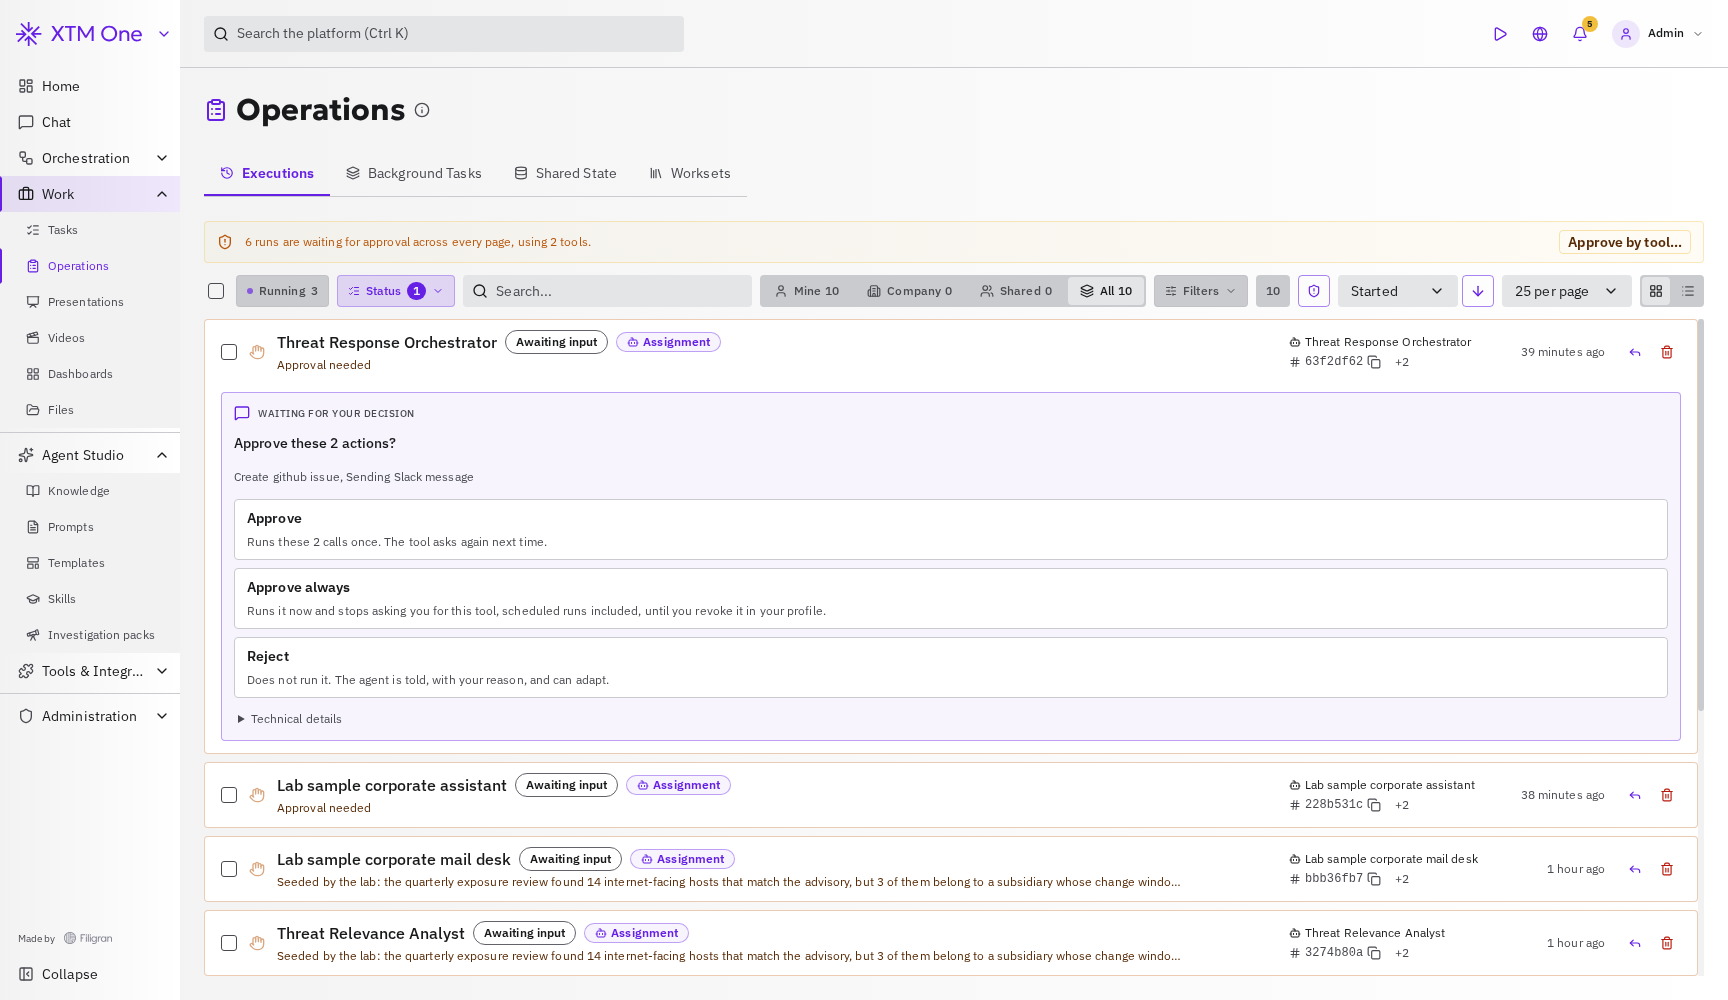 XTM One
Search the platform (Ctrl K)
5
Admin
Home
Chat
Orchestration
Work
Tasks
Operations
Presentations
Videos
Dashboards
Files
Agent Studio
Knowledge
Prompts
Templates
Skills
Investigation packs
Tools & Integr...
Administration
Made by Filigran
Collapse
Operations
Executions
Background Tasks
Shared State
Worksets
6 runs are waiting for approval across every page, using 2 tools.
Approve by tool...
Running 3
Status 1
Search...
Mine 10
Company 0
Shared 0
All 10
Filters
10
Started
25 per page
Threat Response Orchestrator
Awaiting input
Assignment
Approval needed
Threat Response Orchestrator
63f2df62
+2
39 minutes ago
WAITING FOR YOUR DECISION
Approve these 2 actions?
Create github issue, Sending Slack message
Approve
Runs these 2 calls once. The tool asks again next time.
Approve always
Runs it now and stops asking you for this tool, scheduled runs included, until you revoke it in your profile.
Reject
Does not run it. The agent is told, with your reason, and can adapt.
Technical details
Lab sample corporate assistant
Awaiting input
Assignment
Approval needed
Lab sample corporate assistant
228b531c
+2
38 minutes ago
Lab sample corporate mail desk
Awaiting input
Assignment
Seeded by the lab: the quarterly exposure review found 14 internet-facing hosts that match the advisory, but 3 of them belong to a subsidiary whose change windo...
Lab sample corporate mail desk
bbb36fb7
+2
1 hour ago
Threat Relevance Analyst
Awaiting input
Assignment
Seeded by the lab: the quarterly exposure review found 14 internet-facing hosts that match the advisory, but 3 of them belong to a subsidiary whose change windo...
Threat Relevance Analyst
3274b80a
+2
1 hour ago